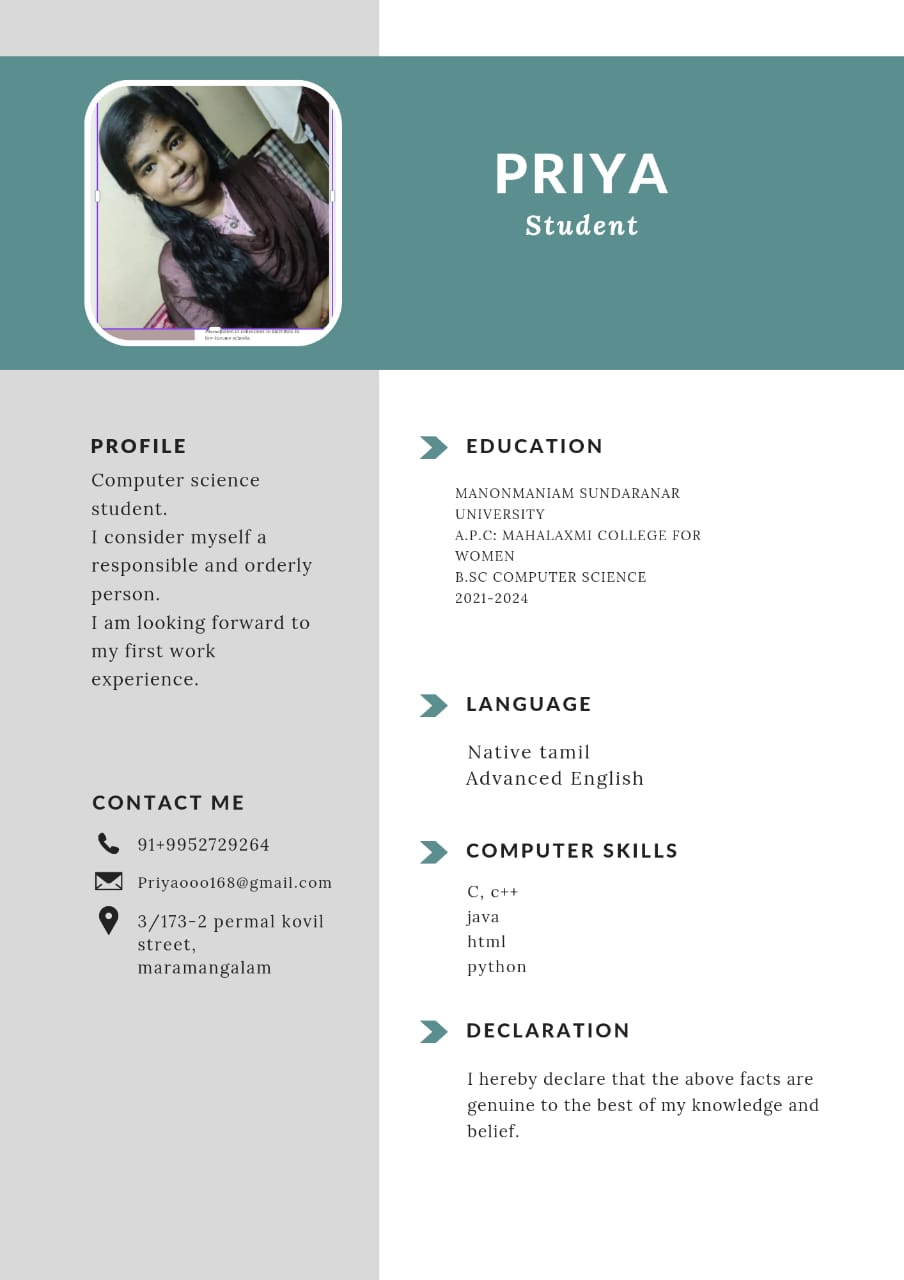 PRIYA
Student
PROFILE
Computer science
student.
I consider myself a
responsible and orderly
person.
I am looking forward to
my first work
experience.
CONTACT ME
91+9952729264
Priyaooo168@gmail.com
3/173-2 permal kovil
street,
maramangalam
EDUCATION
MANONMANIAM SUNDARANAR
UNIVERSITY
A.P.C: MAHALAXMI COLLEGE FOR
WOMEN
B.SC COMPUTER SCIENCE
2021-2024
LANGUAGE
Native tamil
Advanced English
COMPUTER SKILLS
C, c++
java
html
python
DECLARATION
I hereby declare that the above facts are
genuine to the best of my knowledge and
belief.